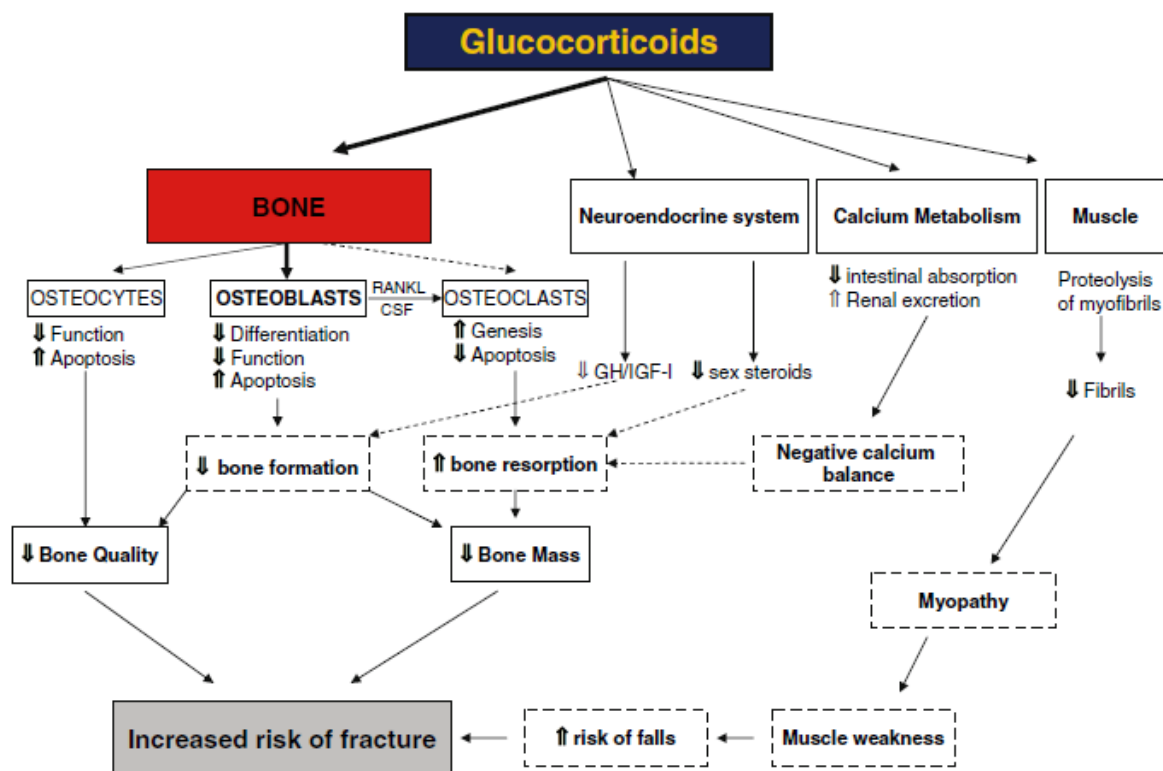 Glucocorticoids
BONE
Neuroendocrine system
Calcium Metabolism
Muscle
OSTEOCYTES
⇓ Function
⇑ Apoptosis
OSTEOBLASTS
⇓ Differentiation
⇓ Function
⇑ Apoptosis
RANKL
CSF
OSTEOCLASTS
⇑ Genesis
⇓ Apoptosis
⇓ GH/IGF-I
⇓ sex steroids
⇓ intestinal absorption
⇑ Renal excretion
Proteolysis
of myofibrils
⇓ Fibrils
⇓ bone formation
⇑ bone resorption
Negative calcium
balance
⇓ Bone Quality
⇓ Bone Mass
Myopathy
Increased risk of fracture
⇑ risk of falls
Muscle weakness